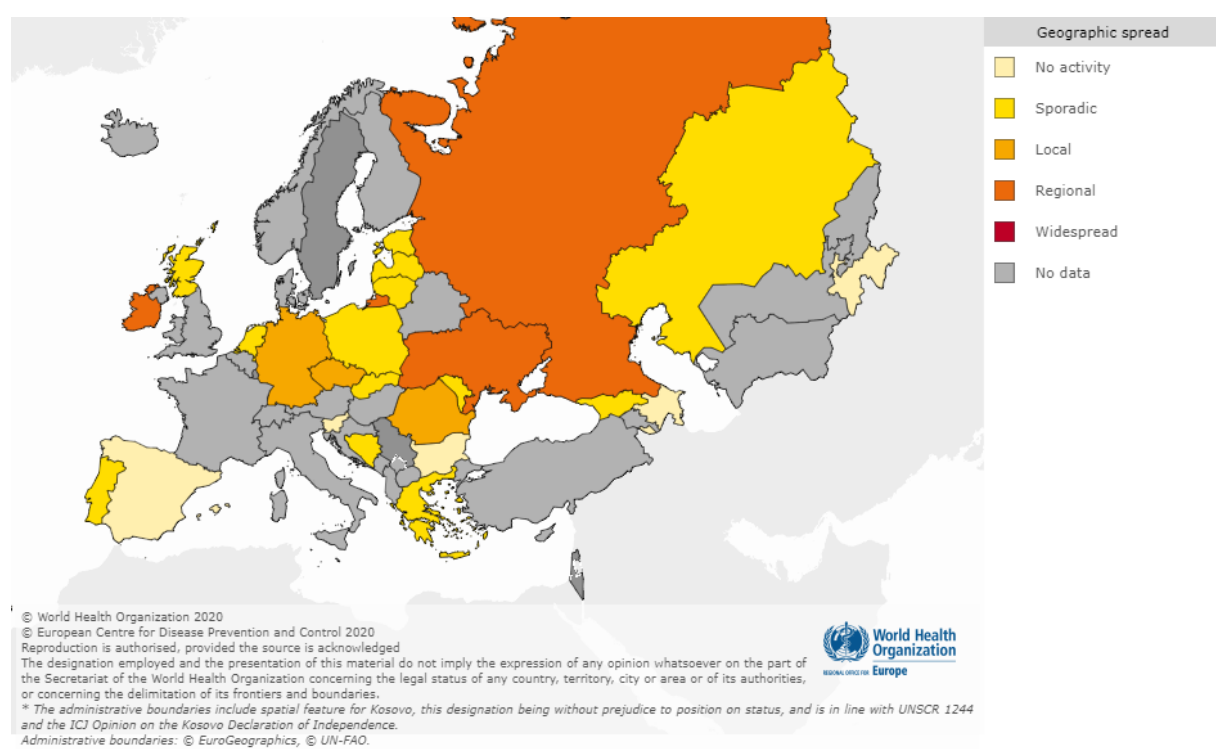 Geographic spread
No activity
Sporadic
Local
Regional
Widespread
No data
© World Health Organization 2020
© European Centre for Disease Prevention and Control 2020
Reproduction is authorised, provided the source is acknowledged
The designation employed and the presentation of this material do not imply the expression of any opinion whatsoever on the part of
the Secretariat of the World Health Organization concerning the legal status of any country, territory, city or area or of its authorities,
or concerning the delimitation of its frontiers and boundaries.
* The administrative boundaries include spatial feature for Kosovo, this designation being without prejudice to position on status, and is in line with UNSCR 1244
and the ICJ Opinion on the Kosovo Declaration of Independence.
Administrative boundaries: © EuroGeographics, © UN-FAO.
World Health
Organization
REGIONAL OFFICE FOR Europe